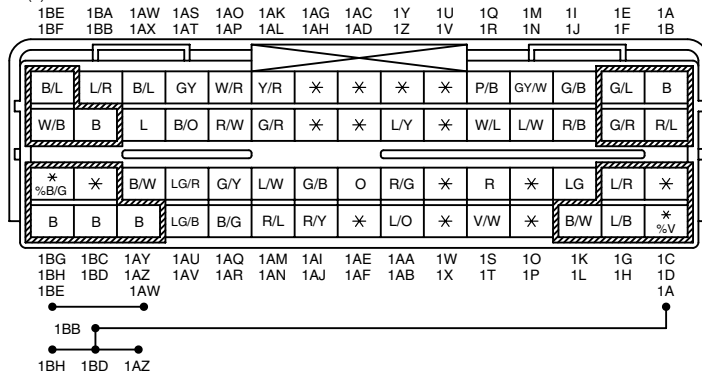 1BE 1BA 1AW 1AS 1AO 1AK 1AG 1AC 1Y 1U 1Q 1M 1I 1E 1A
1BF 1BB 1AX 1AT 1AP 1AL 1AH 1AD 1Z 1V 1R 1N 1J 1F 1B
B/L L/R B/L GY W/R Y/R * * * * P/B GY/W G/B G/L B
W/B B L B/O R/W G/R * * L/Y * W/L L/W R/B G/R R/L
* * B/W LG/R G/Y L/W G/B O R/G * R * LG L/R *
%B/G
B B B LG/B B/G R/L R/Y * L/O * V/W * B/W L/B *
%V
1BG 1BC 1AY 1AU 1AQ 1AM 1AI 1AE 1AA 1W 1S 1O 1K 1G 1C
1BH 1BD 1AZ 1AV 1AR 1AN 1AJ 1AF 1AB 1X 1T 1P 1L 1H 1D
1BE 1AW 1A
1BB
1BH 1BD 1AZ